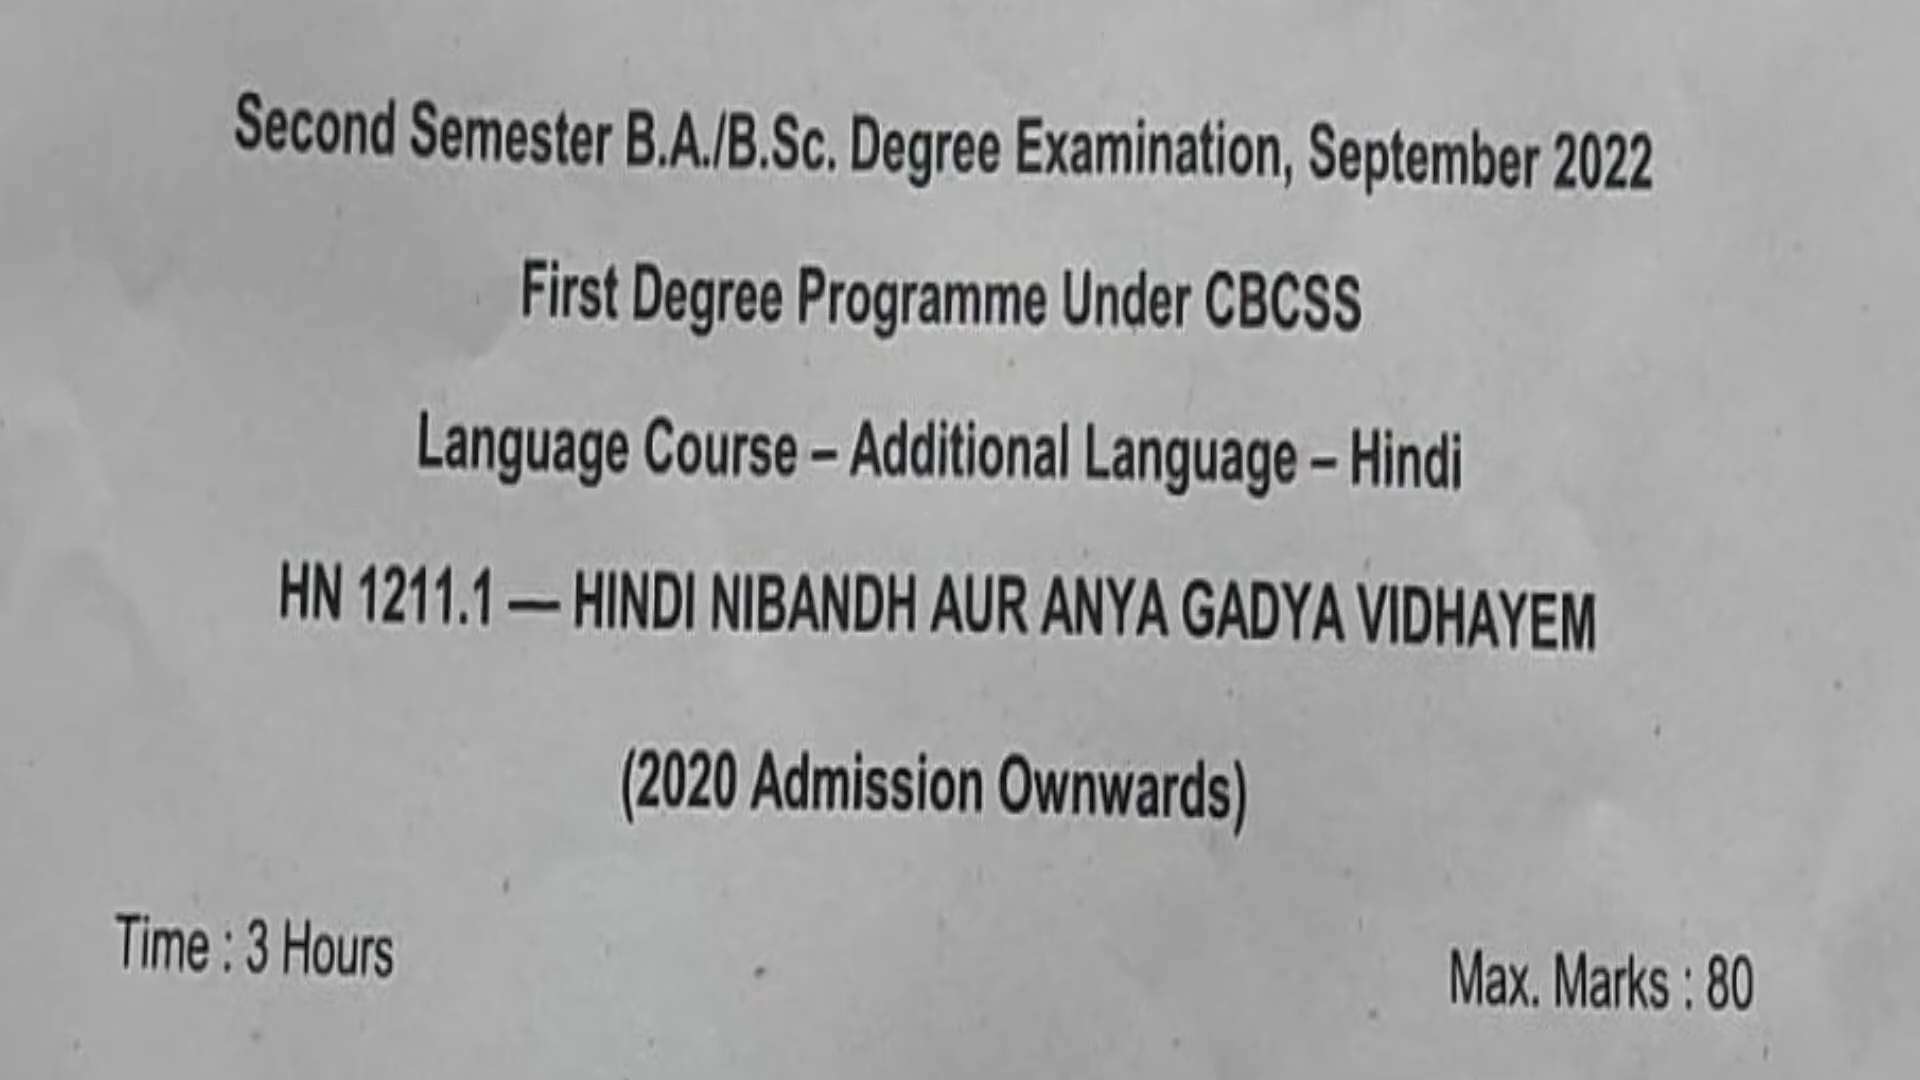 Second Semester B.A./B.Sc. Degree Examination, September 2022
First Degree Programme Under CBCSS
Language Course – Additional Language – Hindi
HN 1211.1 — HINDI NIBANDH AUR ANYA GADYA VIDHAYEM
(2020 Admission Ownwards)
Time : 3 Hours
Max. Marks : 80